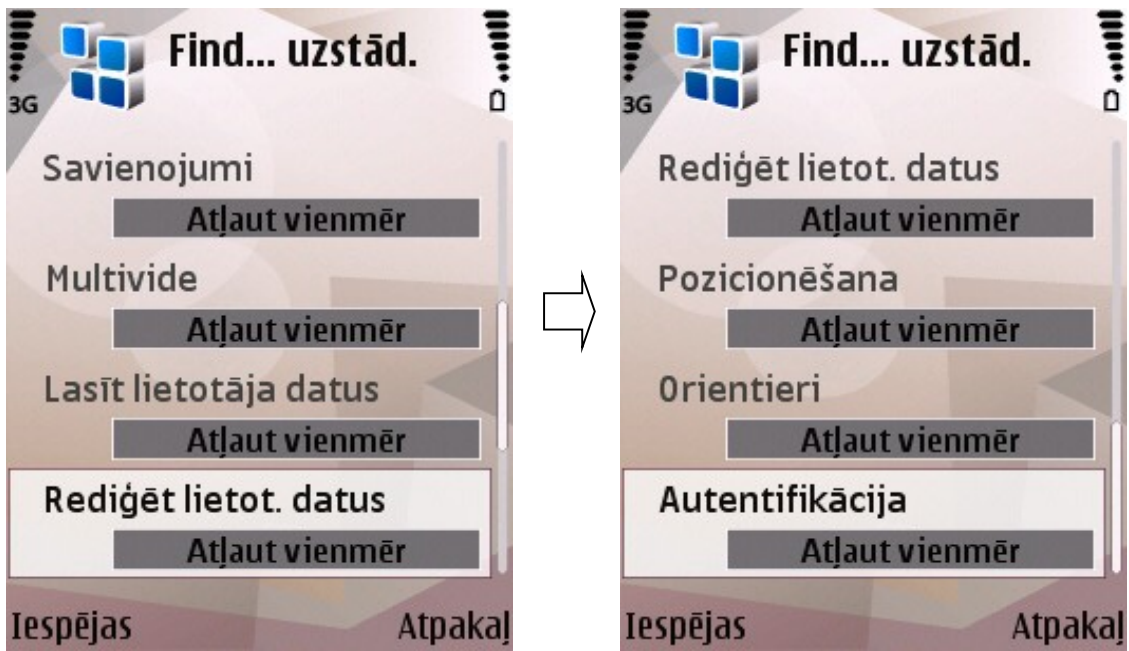 Find... uzstād.
3G
Savienojumi
Atļaut vienmēr
Multivide
Atļaut vienmēr
Lasīt lietotāja datus
Atļaut vienmēr
Rediģēt lietot. datus
Atļaut vienmēr
Iespējas Atpakaļ
Find... uzstād.
3G
Rediģēt lietot. datus
Atļaut vienmēr
Pozicionēšana
Atļaut vienmēr
Orientieri
Atļaut vienmēr
Autentifikācija
Atļaut vienmēr
Iespējas Atpakaļ